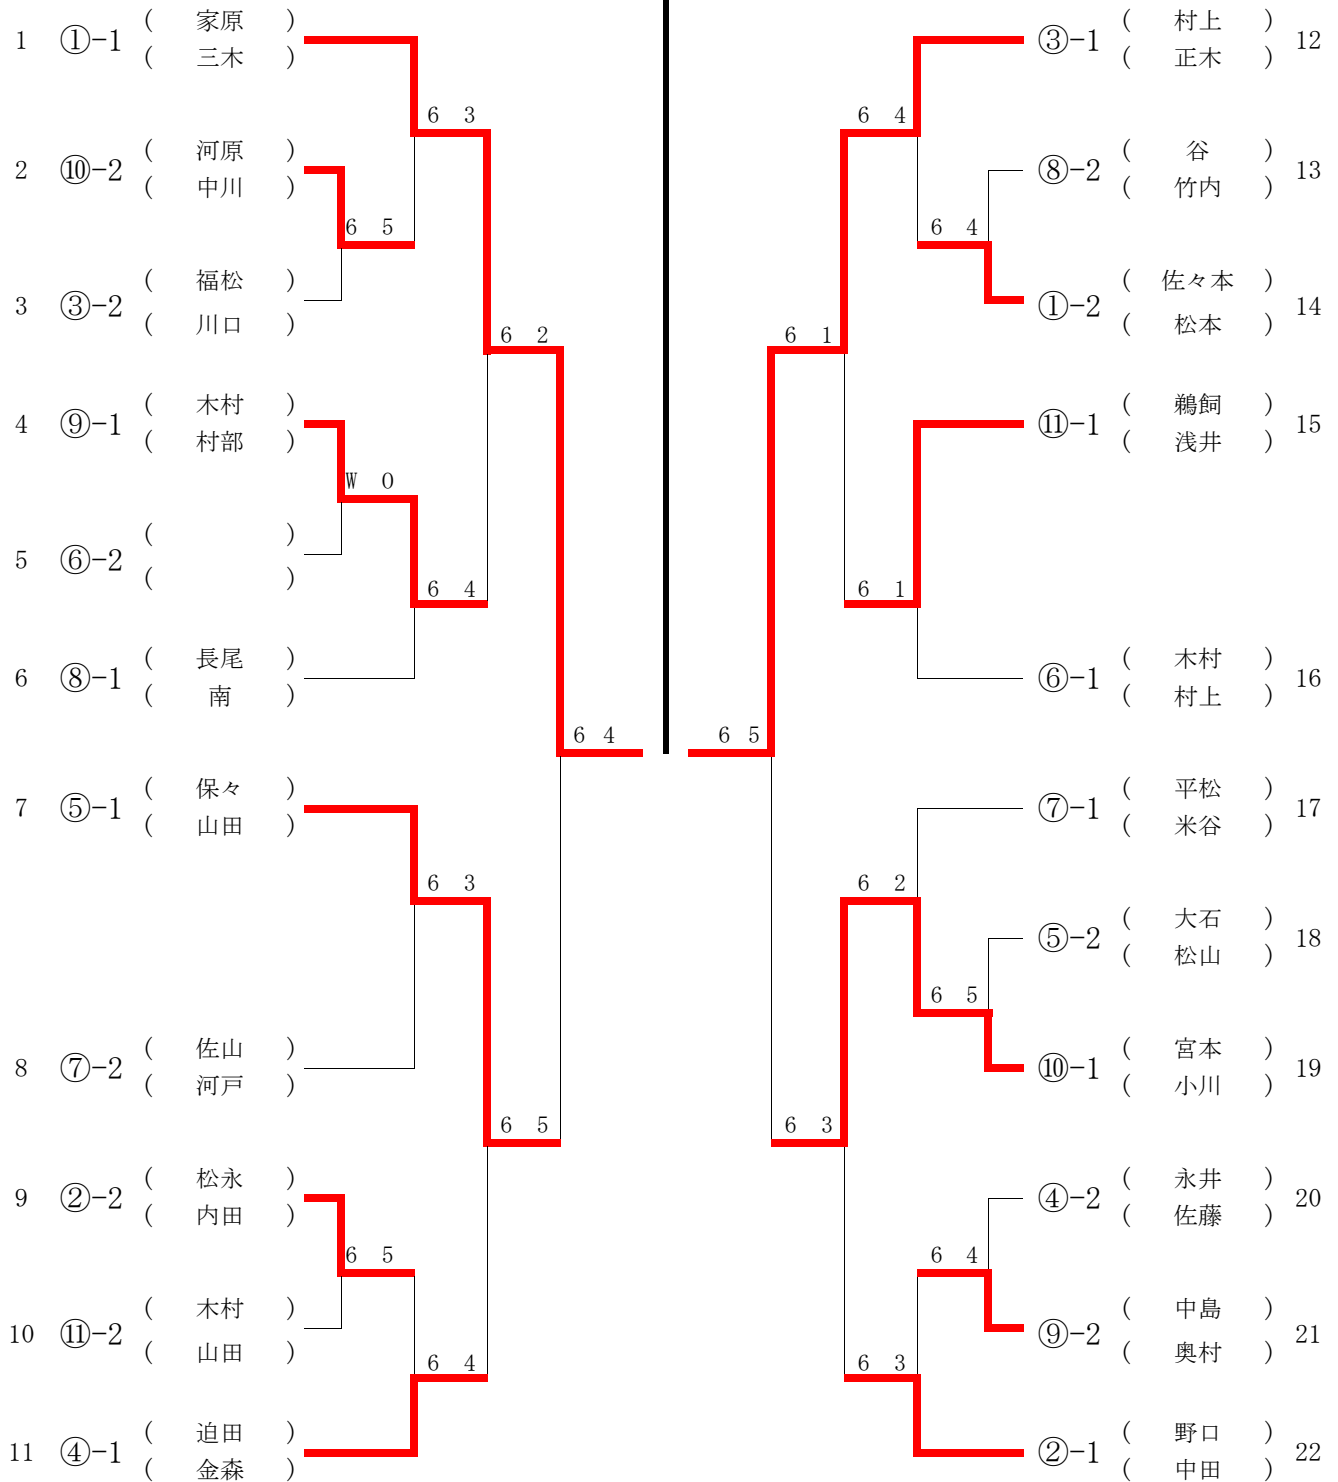 1 ①-1 ( 家原 )
( 三木 )
6 3
2 ⑩-2 ( 河原 )
( 中川 )
6 5
3 ③-2 ( 福松 )
( 川口 )
6 2
4 ⑨-1 ( 木村 )
( 村部 )
W O
5 ⑥-2 ( )
( )
6 4
6 ⑧-1 ( 長尾 )
( 南 )
6 4
7 ⑤-1 ( 保々 )
( 山田 )
6 3
8 ⑦-2 ( 佐山 )
( 河戸 )
6 5
9 ②-2 ( 松永 )
( 内田 )
6 5
10 ⑪-2 ( 木村 )
( 山田 )
6 4
11 ④-1 ( 迫田 )
( 金森 )
③-1 ( 村上 ) 12
( 正木 )
6 4
⑧-2 ( 谷 ) 13
( 竹内 )
6 4
①-2 ( 佐々本 ) 14
( 松本 )
6 1
⑪-1 ( 鵜飼 ) 15
( 浅井 )
6 1
⑥-1 ( 木村 ) 16
( 村上 )
6 5
⑦-1 ( 平松 ) 17
( 米谷 )
6 2
⑤-2 ( 大石 ) 18
( 松山 )
6 5
⑩-1 ( 宮本 ) 19
( 小川 )
6 3
④-2 ( 永井 ) 20
( 佐藤 )
6 4
⑨-2 ( 中島 ) 21
( 奥村 )
6 3
②-1 ( 野口 ) 22
( 中田 )